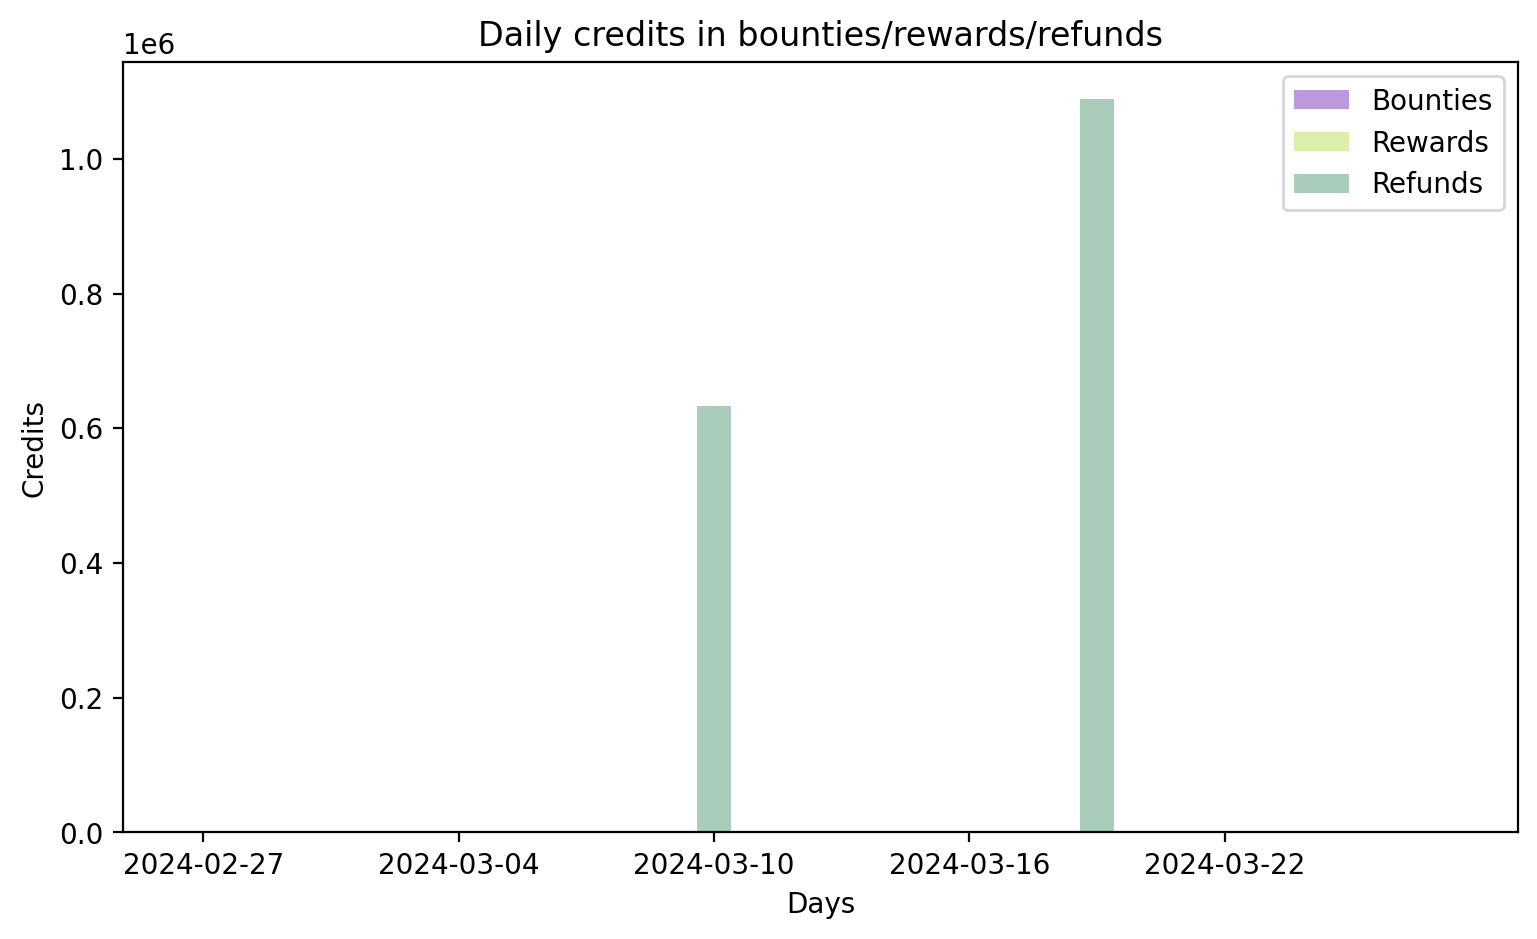 Daily credits in bounties/rewards/refunds
1e6
Bounties
Rewards
Refunds
1.0
0.8
0.6
0.4
0.2
0.0
Credits
2024-02-27 2024-03-04 2024-03-10 2024-03-16 2024-03-22
Days